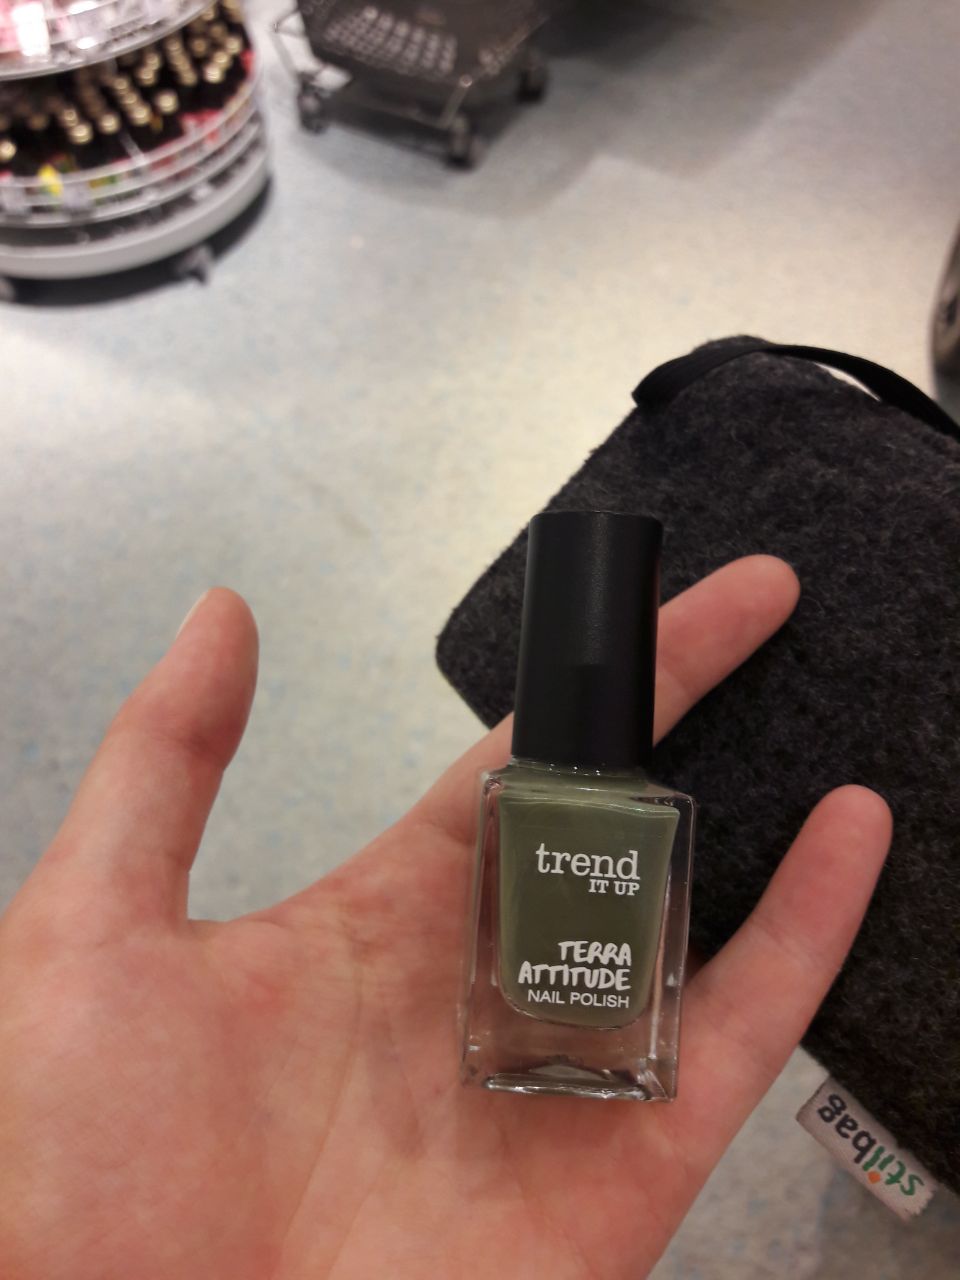 trend
IT UP
TERRA
ATTITUDE
NAIL POLISH
stilbag